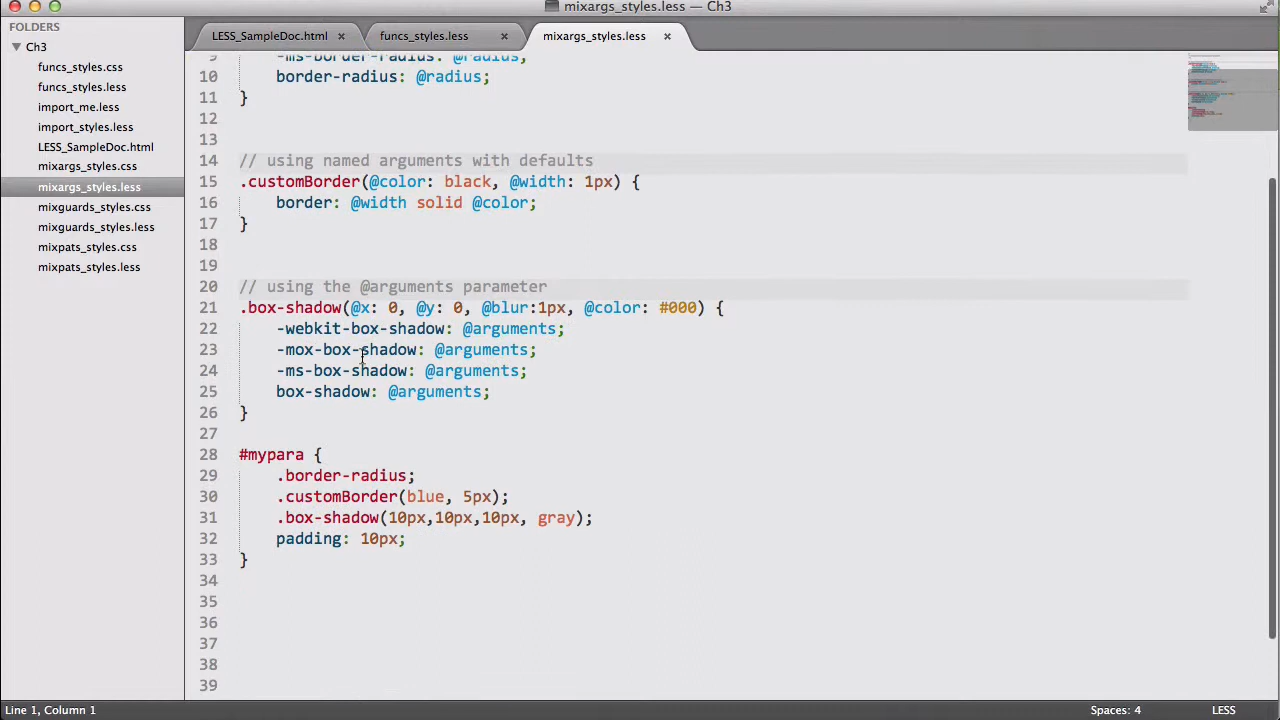 mixargs_styles.less — Ch3
FOLDERS
Ch3
funcs_styles.css
funcs_styles.less
import_me.less
import_styles.less
LESS_SampleDoc.html
mixargs_styles.css
mixargs_styles.less
mixguards_styles.css
mixguards_styles.less
mixpats_styles.css
mixpats_styles.less
LESS_SampleDoc.html × funcs_styles.less × mixargs_styles.less ×
9 -ms-border-radius: @radius;
10 border-radius: @radius;
11 }
12
13
14 // using named arguments with defaults
15 .customBorder(@color: black, @width: 1px) {
16 border: @width solid @color;
17 }
18
19
20 // using the @arguments parameter
21 .box-shadow(@x: 0, @y: 0, @blur:1px, @color: #000) {
22 -webkit-box-shadow: @arguments;
23 -mox-box-shadow: @arguments;
24 -ms-box-shadow: @arguments;
25 box-shadow: @arguments;
26 }
27
28 #mypara {
29 .border-radius;
30 .customBorder(blue, 5px);
31 .box-shadow(10px,10px,10px, gray);
32 padding: 10px;
33 }
34
35
36
37
38
39
Line 1, Column 1 Spaces: 4 LESS